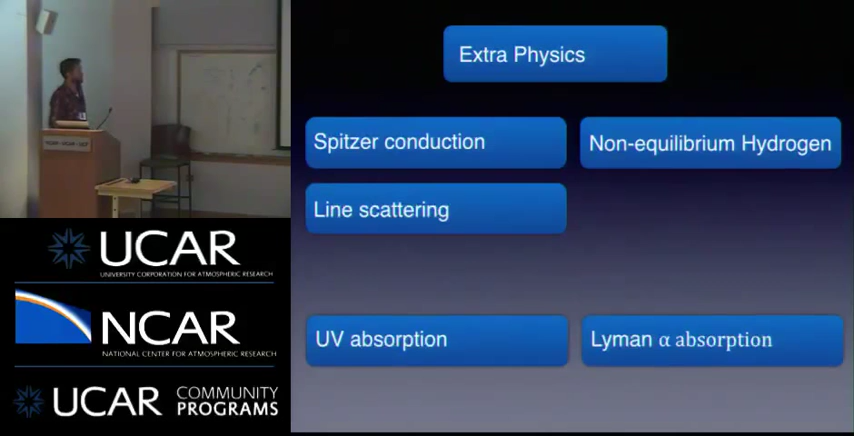 Extra Physics
Spitzer conduction
Non-equilibrium Hydrogen
Line scattering
UV absorption
Lyman α absorption
UCAR
UNIVERSITY CORPORATION FOR ATMOSPHERIC RESEARCH
NCAR
NATIONAL CENTER FOR ATMOSPHERIC RESEARCH
UCAR COMMUNITY PROGRAMS